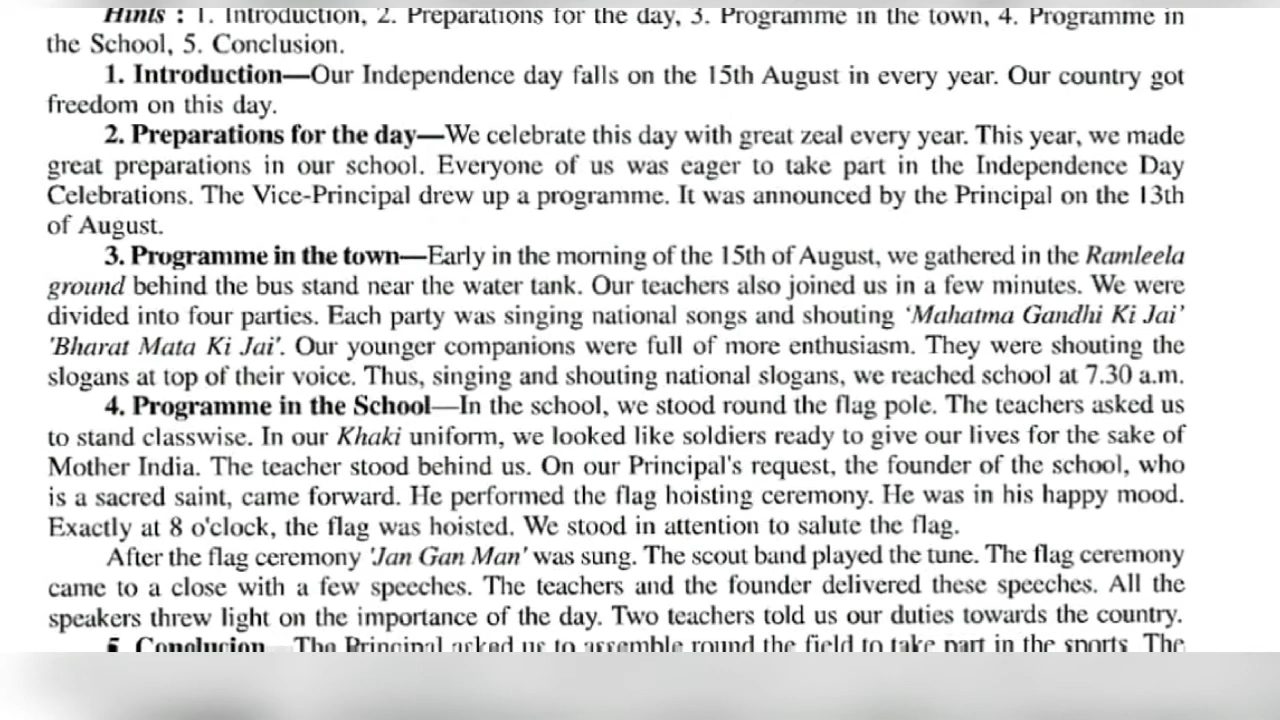 Hints : 1. Introduction, 2. Preparations for the day, 3. Programme in the town, 4. Programme in
the School, 5. Conclusion.
1. Introduction—Our Independence day falls on the 15th August in every year. Our country got
freedom on this day.
2. Preparations for the day—We celebrate this day with great zeal every year. This year, we made
great preparations in our school. Everyone of us was eager to take part in the Independence Day
Celebrations. The Vice-Principal drew up a programme. It was announced by the Principal on the 13th
of August.
3. Programme in the town—Early in the morning of the 15th of August, we gathered in the Ramleela
ground behind the bus stand near the water tank. Our teachers also joined us in a few minutes. We were
divided into four parties. Each party was singing national songs and shouting 'Mahatma Gandhi Ki Jai'
'Bharat Mata Ki Jai'. Our younger companions were full of more enthusiasm. They were shouting the
slogans at top of their voice. Thus, singing and shouting national slogans, we reached school at 7.30 a.m.
4. Programme in the School—In the school, we stood round the flag pole. The teachers asked us
to stand classwise. In our Khaki uniform, we looked like soldiers ready to give our lives for the sake of
Mother India. The teacher stood behind us. On our Principal's request, the founder of the school, who
is a sacred saint, came forward. He performed the flag hoisting ceremony. He was in his happy mood.
Exactly at 8 o'clock, the flag was hoisted. We stood in attention to salute the flag.
After the flag ceremony 'Jan Gan Man' was sung. The scout band played the tune. The flag ceremony
came to a close with a few speeches. The teachers and the founder delivered these speeches. All the
speakers threw light on the importance of the day. Two teachers told us our duties towards the country.
5. Conclusion—The Principal asked us to assemble round the field to take part in the sports. The